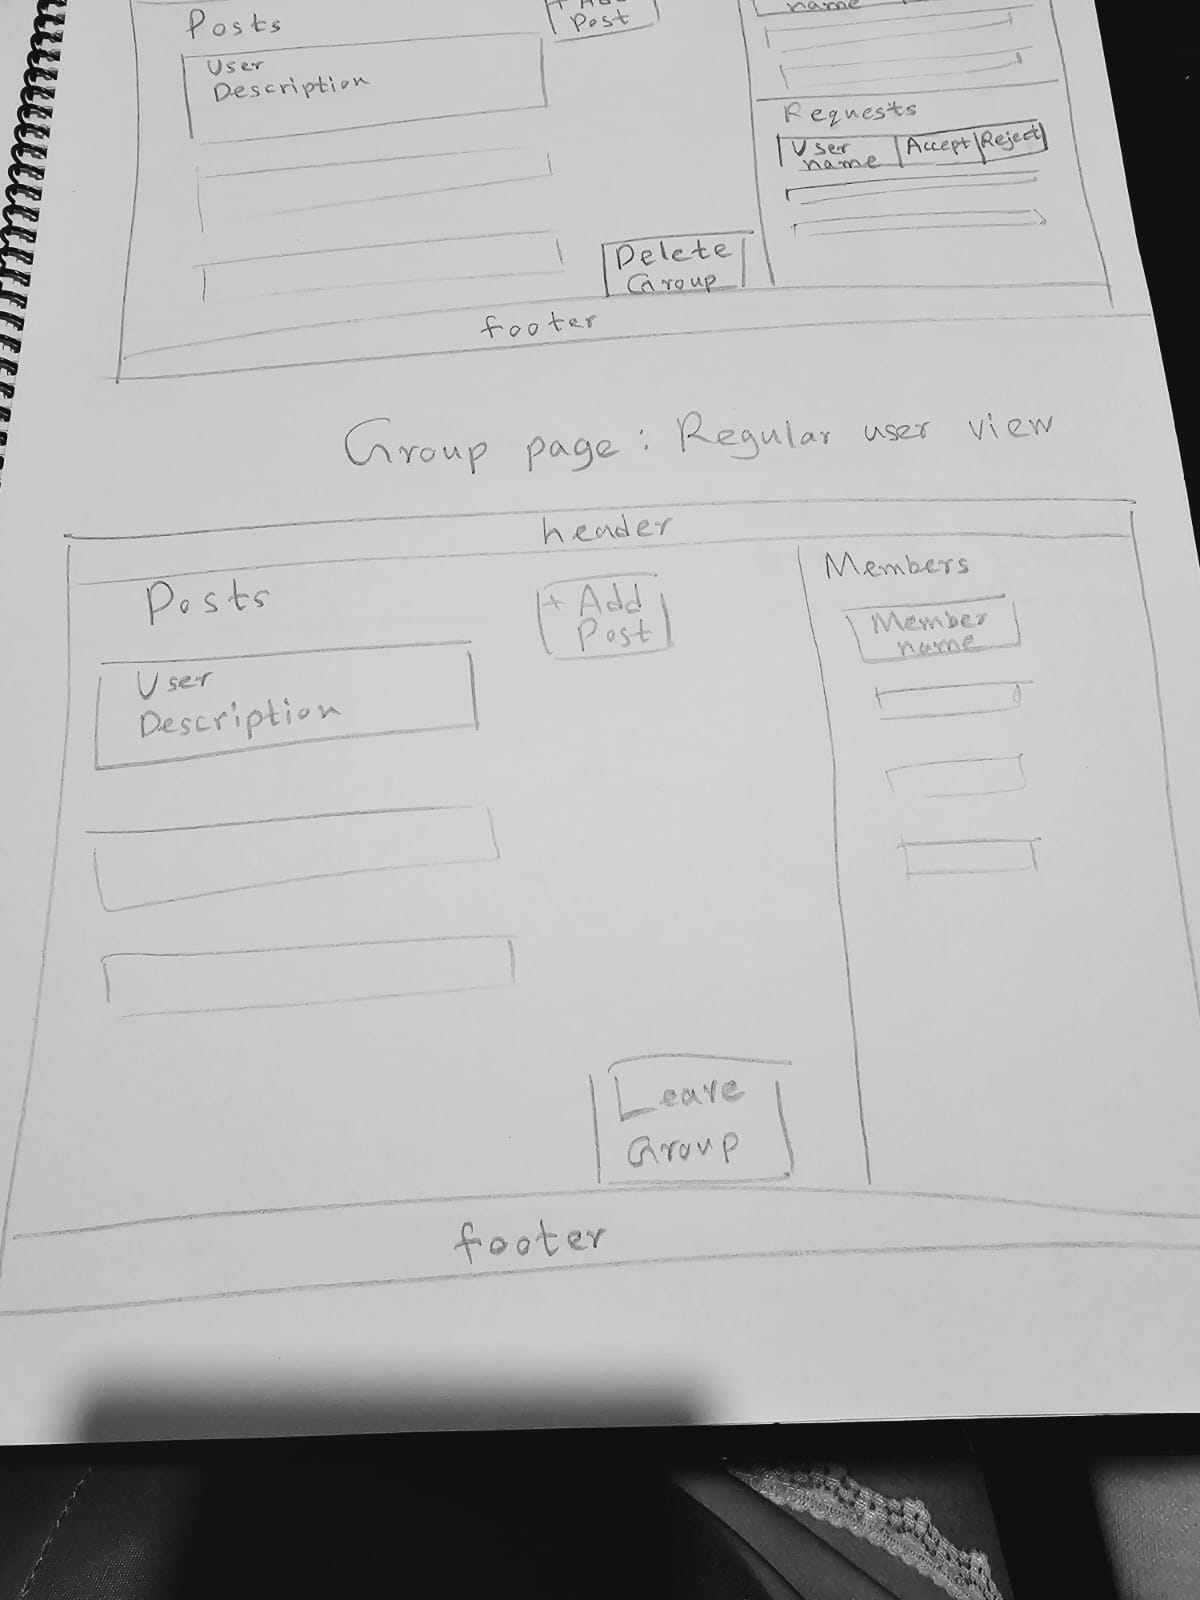 Posts
+ Add
Post
name
User
Description
Requests
User
name
Accept
Reject
Delete
Group
footer
Group page: Regular user view
header
Posts
+ Add
Post
Members
Member
name
User
Description
Leave
Group
footer